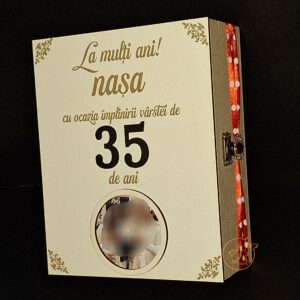 La mulți ani!
nașa
cu ocazia împlinirii vârstei de
35
de ani